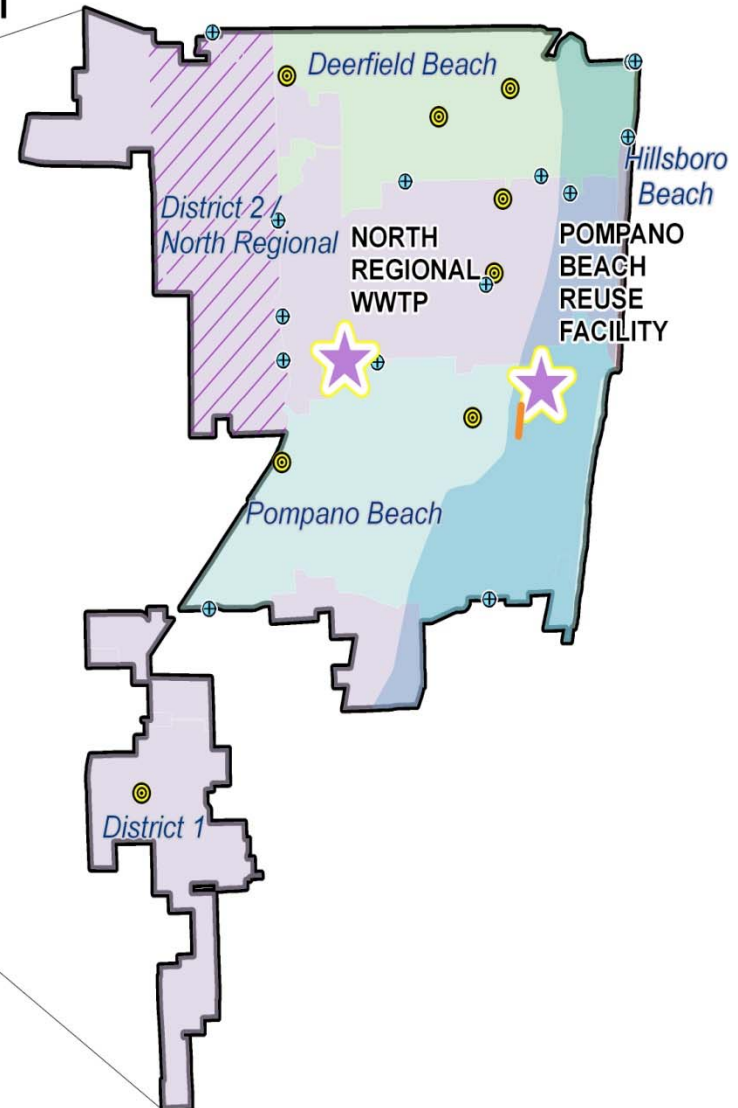 Deerfield Beach
Hillsboro
Beach
District 2 /
North Regional
NORTH
REGIONAL
WWTP
POMPANO
BEACH
REUSE
FACILITY
Pompano Beach
District 1